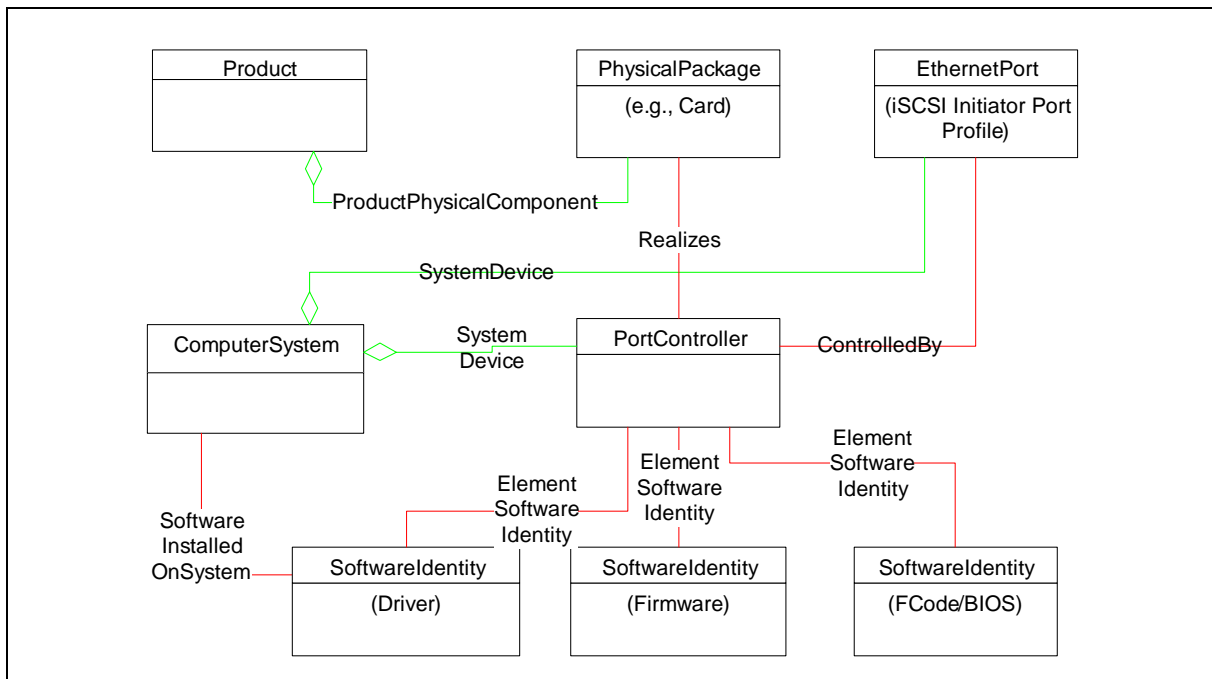 Product
PhysicalPackage
(e.g., Card)
EthernetPort
(iSCSI Initiator Port
Profile)
ProductPhysicalComponent
Realizes
SystemDevice
ComputerSystem
System
Device
PortController
ControlledBy
Element
Software
Identity
Element
Software
Identity
Element
Software
Identity
Software
Installed
OnSystem
SoftwareIdentity
(Driver)
SoftwareIdentity
(Firmware)
SoftwareIdentity
(FCode/BIOS)